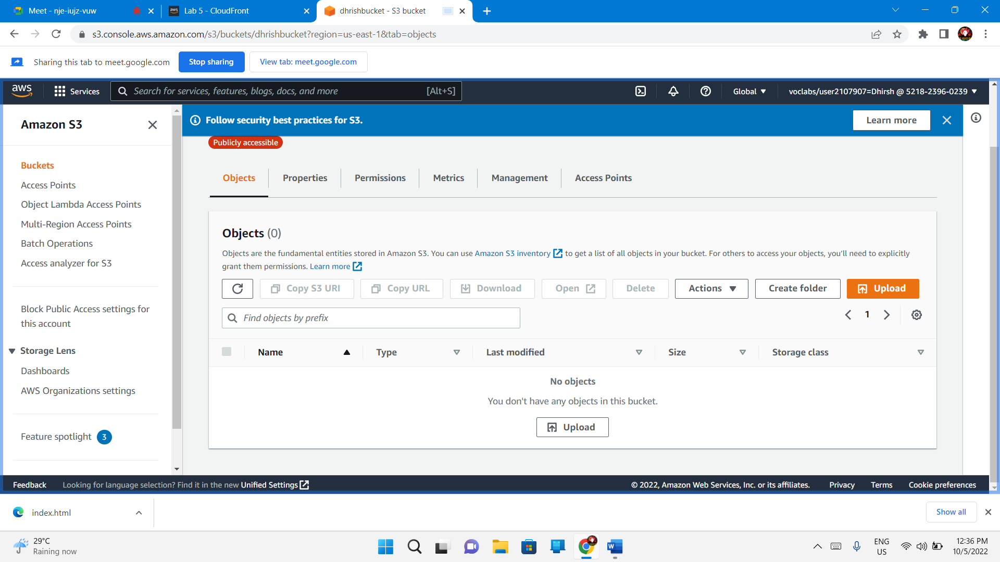 Meet - nje-iujz-vuw
Lab 5 - CloudFront
dhrishbucket - S3 bucket
s3.console.aws.amazon.com/s3/buckets/dhrishbucket?region=us-east-1&tab=objects
Sharing this tab to meet.google.com
Stop sharing
View tab: meet.google.com
aws
Services
Search for services, features, blogs, docs, and more
[Alt+S]
Global
voclabs/user2107907=Dhirsh @ 5218-2396-0239
Amazon S3
Buckets
Access Points
Object Lambda Access Points
Multi-Region Access Points
Batch Operations
Access analyzer for S3
Block Public Access settings for
this account
Storage Lens
Dashboards
AWS Organizations settings
Feature spotlight 3
Follow security best practices for S3.
Learn more
Publicly accessible
Objects
Properties
Permissions
Metrics
Management
Access Points
Objects (0)
Objects are the fundamental entities stored in Amazon S3. You can use Amazon S3 inventory to get a list of all objects in your bucket. For others to access your objects, you’ll need to explicitly
grant them permissions. Learn more
Copy S3 URI
Copy URL
Download
Open
Delete
Actions
Create folder
Upload
Find objects by prefix
1
Name
Type
Last modified
Size
Storage class
No objects
You don't have any objects in this bucket.
Upload
Feedback
Looking for language selection? Find it in the new Unified Settings
© 2022, Amazon Web Services, Inc. or its affiliates.
Privacy
Terms
Cookie preferences
index.html
Show all
29°C
Raining now
W
ENG
US
12:36 PM
10/5/2022